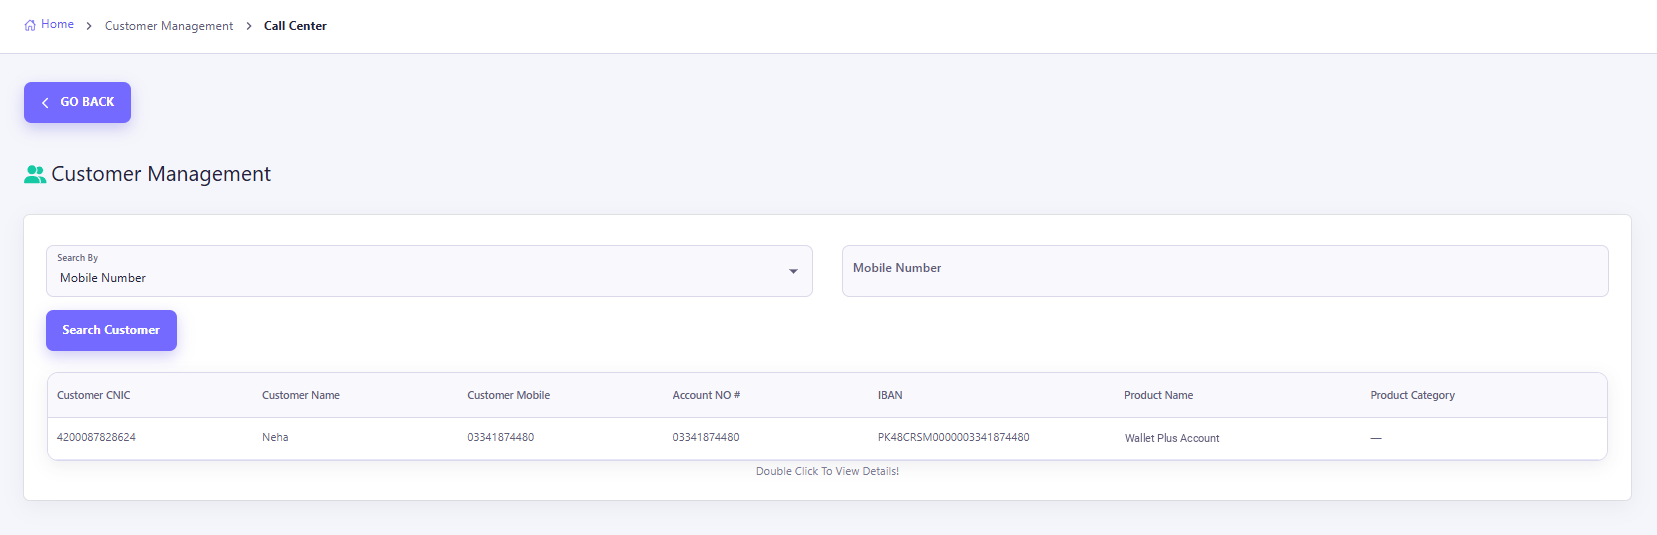 Home > Customer Management > Call Center
GO BACK
Customer Management
Search By
Mobile Number
Mobile Number
Search Customer
Customer CNIC Customer Name Customer Mobile Account NO # IBAN Product Name Product Category
4200087828624 Neha 03341874480 03341874480 PK48CRSM0000003341874480 Wallet Plus Account —
Double Click To View Details!